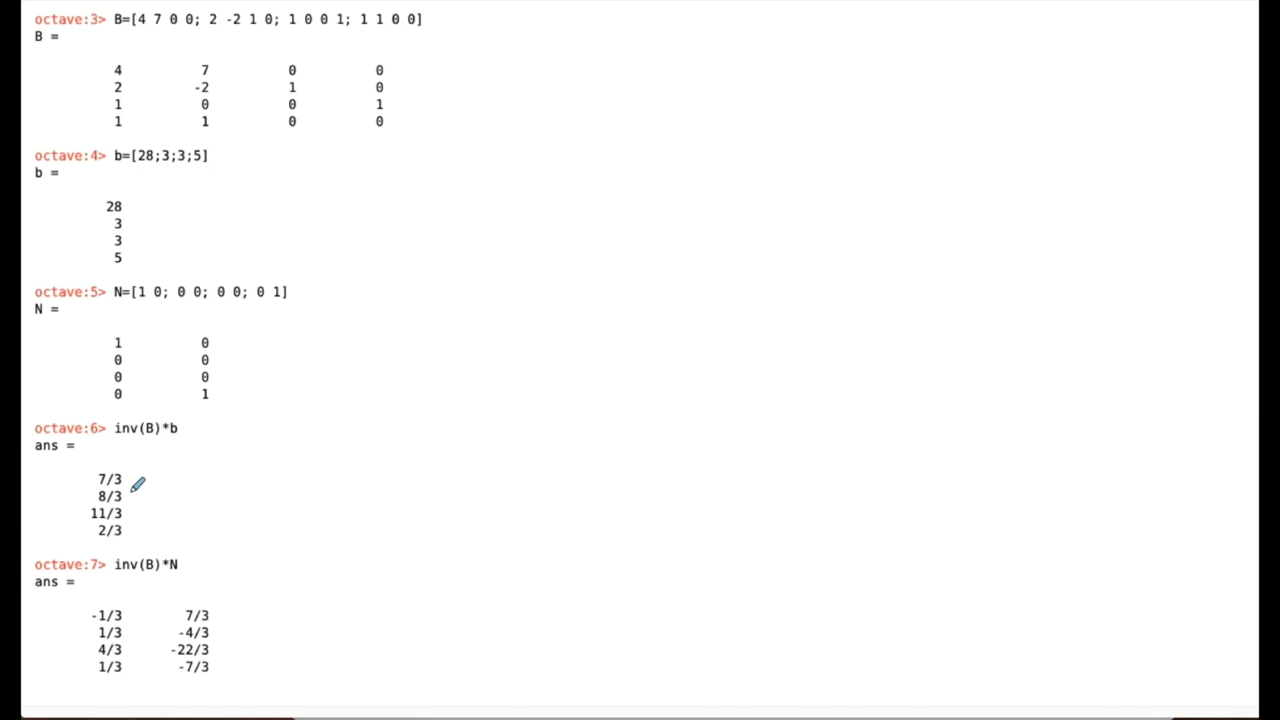 octave:3> B=[4 7 0 0; 2 -2 1 0; 1 0 0 1; 1 1 0 0]
B =
4 7 0 0
2 -2 1 0
1 0 0 1
1 1 0 0
octave:4> b=[28;3;3;5]
b =
28
3
3
5
octave:5> N=[1 0; 0 0; 0 0; 0 1]
N =
1 0
0 0
0 0
0 1
octave:6> inv(B)*b
ans =
7/3
8/3
11/3
2/3
octave:7> inv(B)*N
ans =
-1/3 7/3
1/3 -4/3
4/3 -22/3
1/3 -7/3